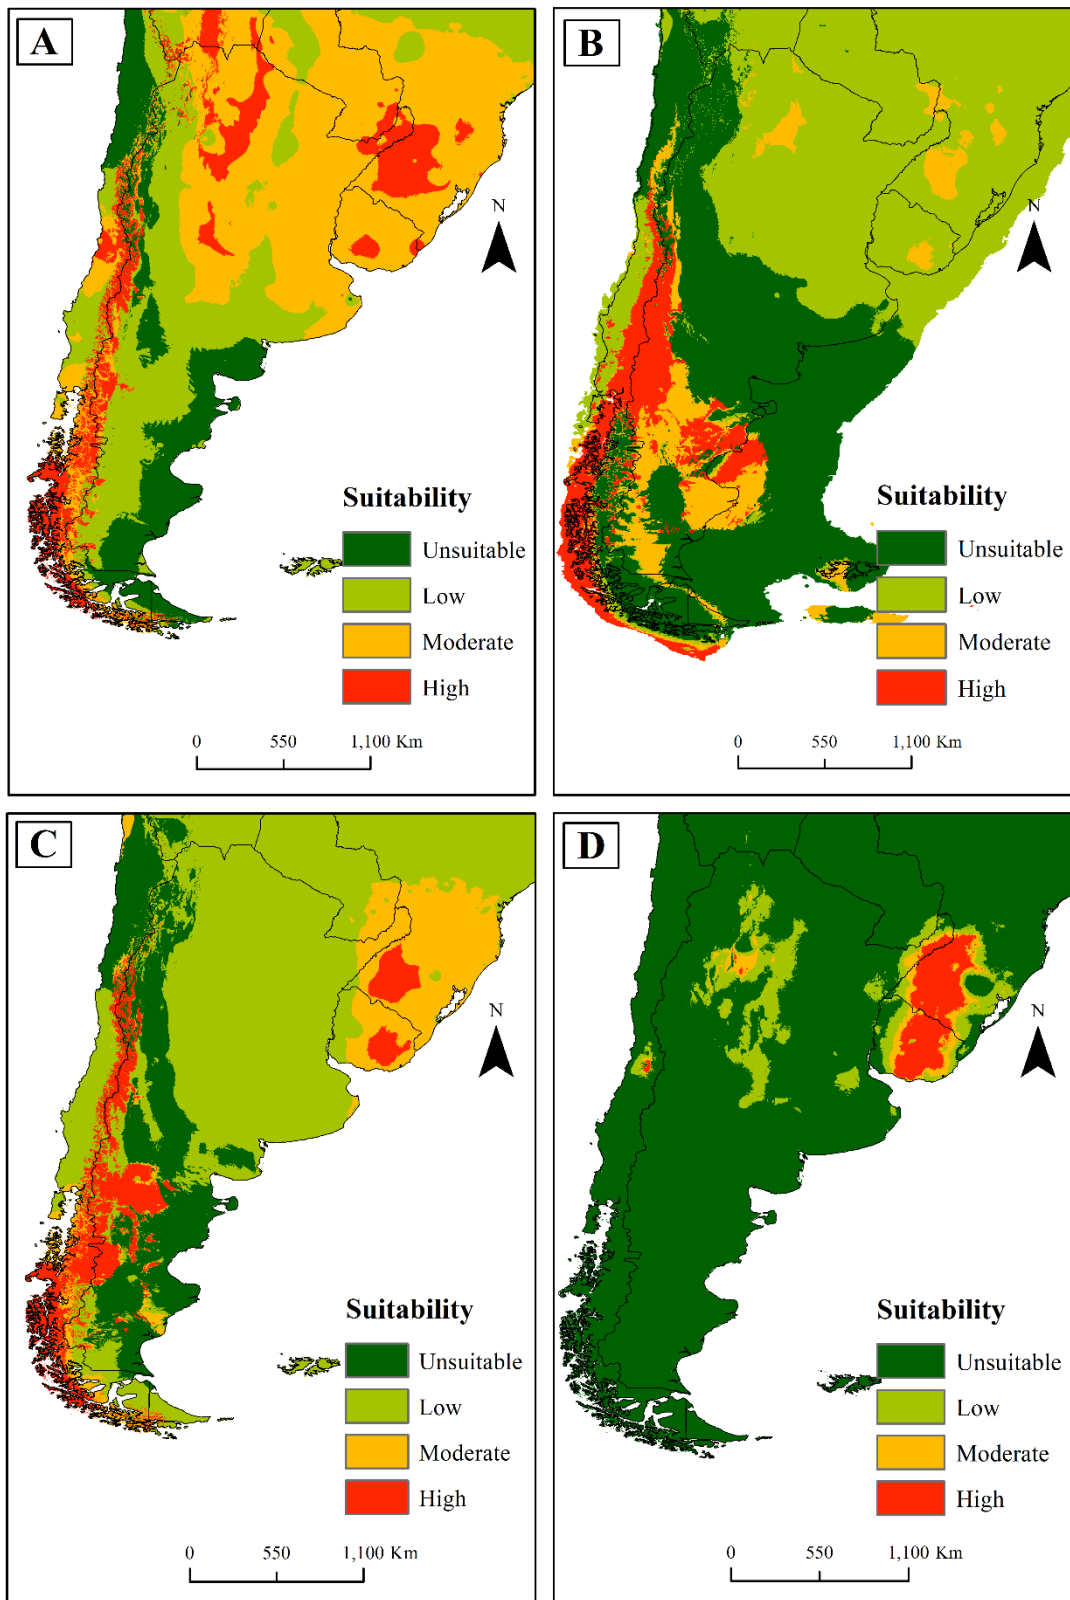 A
N
Suitability
Unsuitable
Low
Moderate
High
0 550 1,100 Km
B
N
Suitability
Unsuitable
Low
Moderate
High
0 550 1,100 Km
C
N
Suitability
Unsuitable
Low
Moderate
High
0 550 1,100 Km
D
N
Suitability
Unsuitable
Low
Moderate
High
0 550 1,100 Km